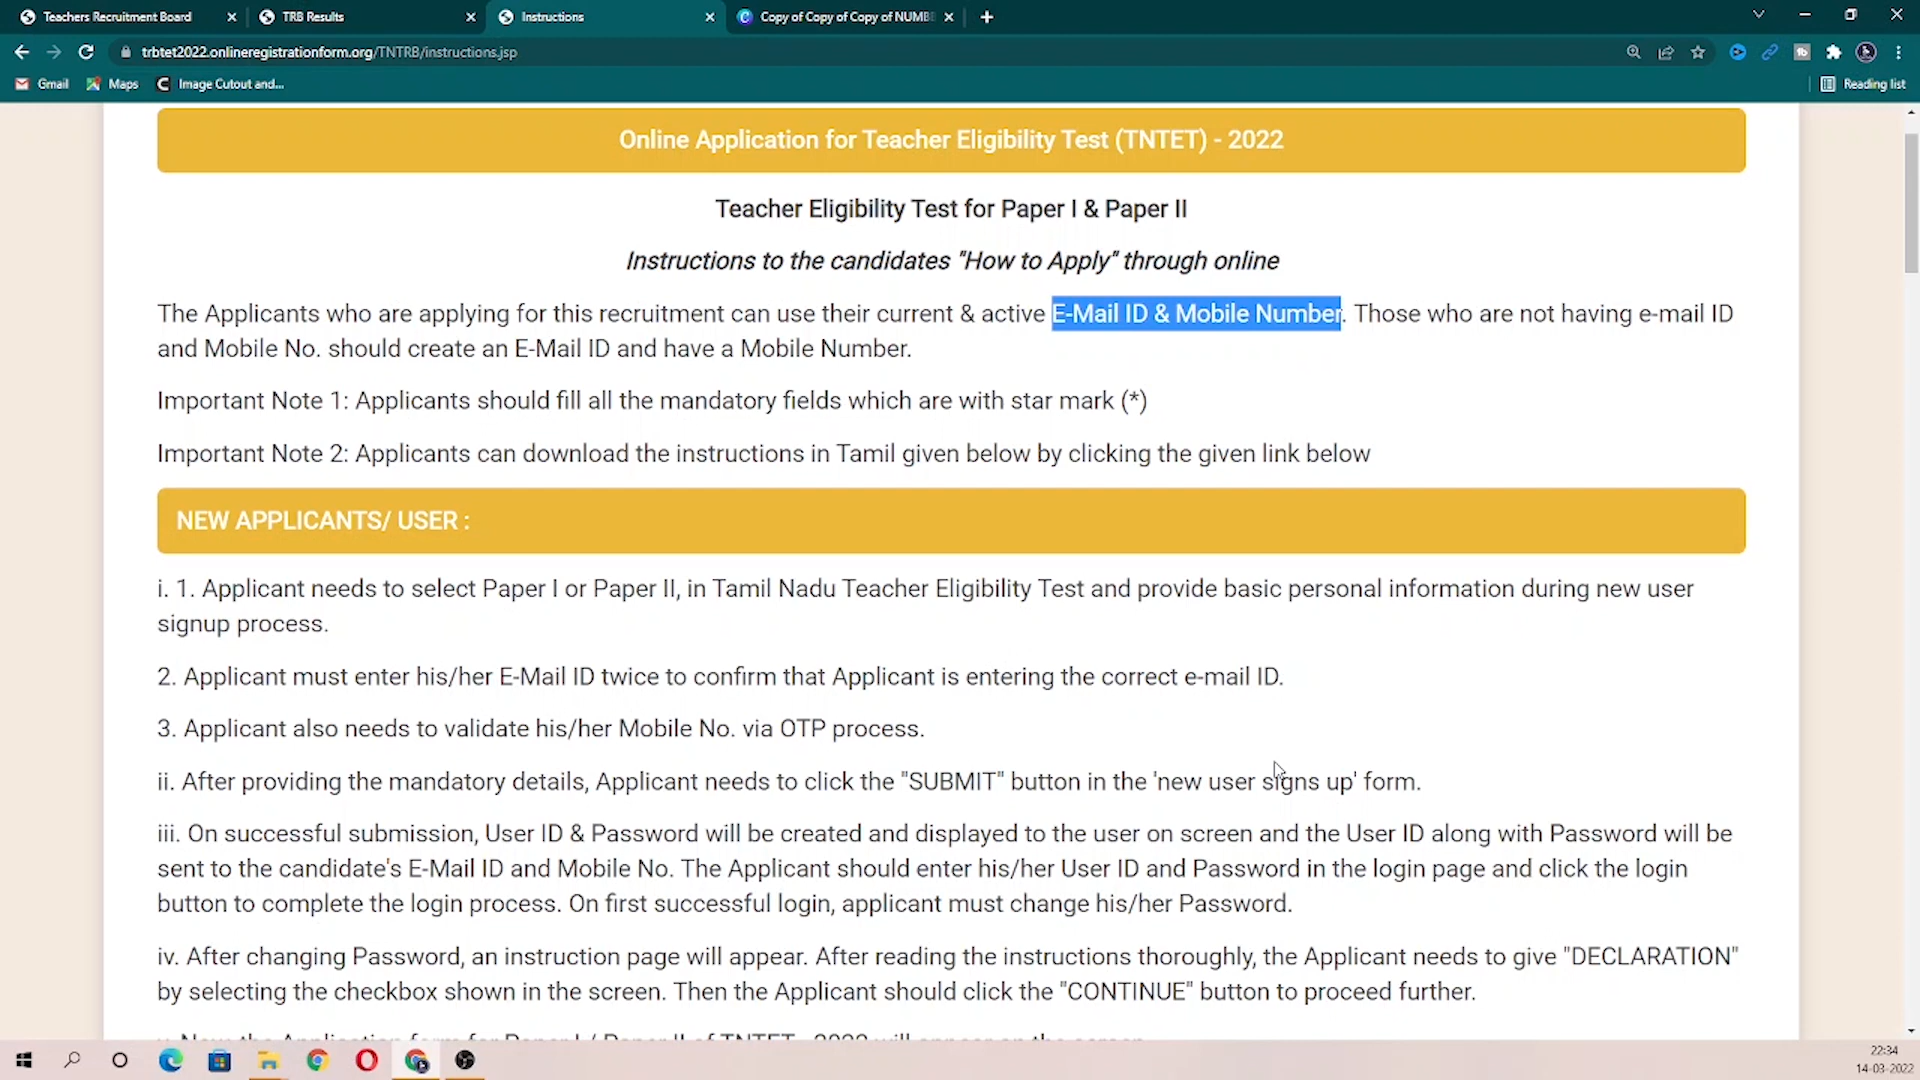 Teachers Recruitment Board
TRB Results
Instructions
Copy of Copy of Copy of NUMB
trbtet2022.onlineregistrationform.org/TNTRB/instructions.jsp
Gmail
Maps
Image Cutout and...
Reading list
Online Application for Teacher Eligibility Test (TNTET) - 2022
Teacher Eligibility Test for Paper I & Paper II
Instructions to the candidates "How to Apply" through online
The Applicants who are applying for this recruitment can use their current & active E-Mail ID & Mobile Number. Those who are not having e-mail ID
and Mobile No. should create an E-Mail ID and have a Mobile Number.
Important Note 1: Applicants should fill all the mandatory fields which are with star mark (*)
Important Note 2: Applicants can download the instructions in Tamil given below by clicking the given link below
NEW APPLICANTS/ USER :
i. 1. Applicant needs to select Paper I or Paper II, in Tamil Nadu Teacher Eligibility Test and provide basic personal information during new user
signup process.
2. Applicant must enter his/her E-Mail ID twice to confirm that Applicant is entering the correct e-mail ID.
3. Applicant also needs to validate his/her Mobile No. via OTP process.
ii. After providing the mandatory details, Applicant needs to click the "SUBMIT" button in the 'new user signs up' form.
iii. On successful submission, User ID & Password will be created and displayed to the user on screen and the User ID along with Password will be
sent to the candidate's E-Mail ID and Mobile No. The Applicant should enter his/her User ID and Password in the login page and click the login
button to complete the login process. On first successful login, applicant must change his/her Password.
iv. After changing Password, an instruction page will appear. After reading the instructions thoroughly, the Applicant needs to give "DECLARATION"
by selecting the checkbox shown in the screen. Then the Applicant should click the "CONTINUE" button to proceed further.
v. Now the Application form for Paper I / Paper II of TNTET - 2022 will appear on the screen.
22:34
14-03-2022